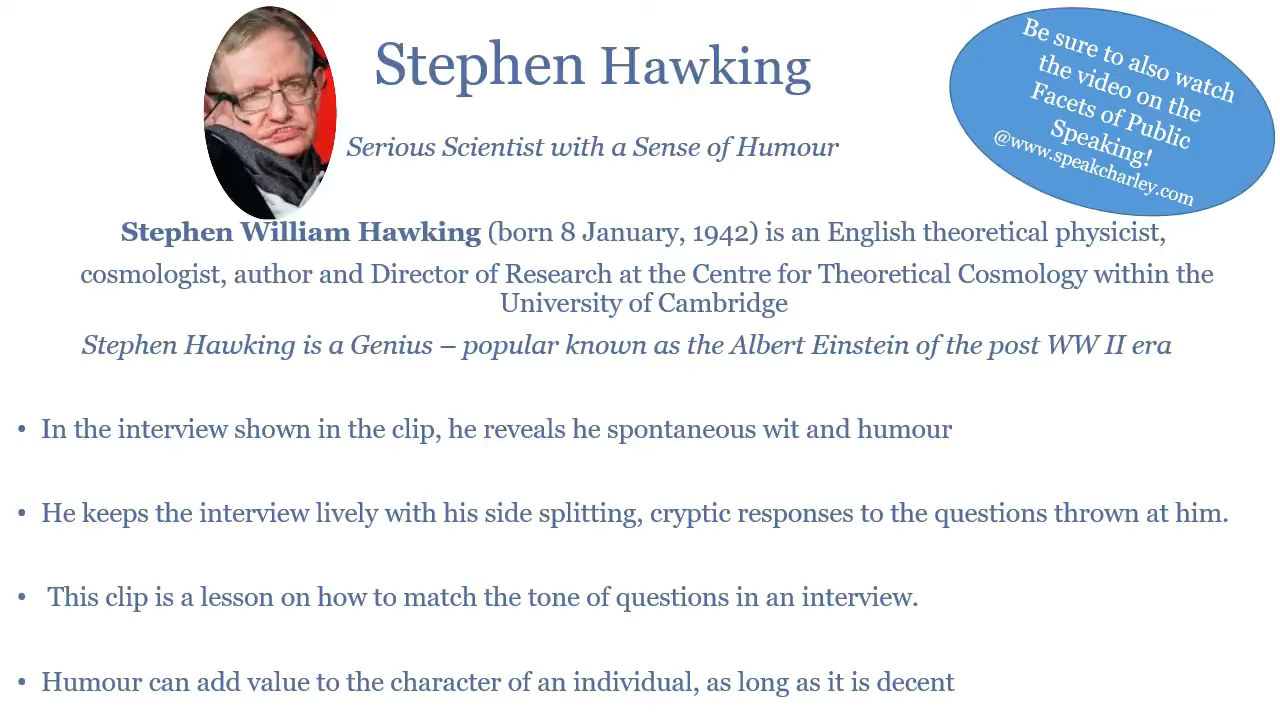 Stephen Hawking
Be sure to also watch
the video on the
Facets of Public
Speaking!
@www.speakcharley.com
Serious Scientist with a Sense of Humour
Stephen William Hawking (born 8 January, 1942) is an English theoretical physicist,
cosmologist, author and Director of Research at the Centre for Theoretical Cosmology within the
University of Cambridge
Stephen Hawking is a Genius – popular known as the Albert Einstein of the post WW II era
• In the interview shown in the clip, he reveals he spontaneous wit and humour
• He keeps the interview lively with his side splitting, cryptic responses to the questions thrown at him.
• This clip is a lesson on how to match the tone of questions in an interview.
• Humour can add value to the character of an individual, as long as it is decent